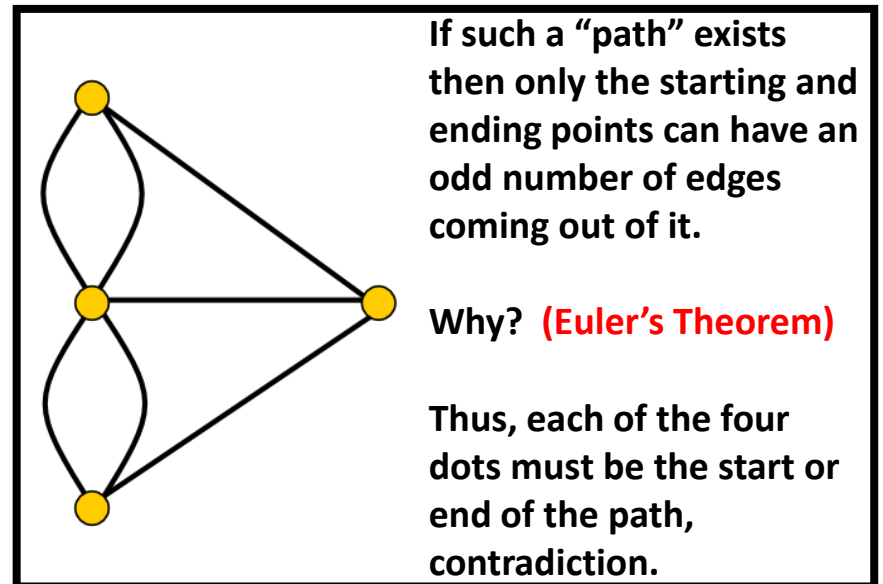 If such a “path” exists
then only the starting and
ending points can have an
odd number of edges
coming out of it.
Why? (Euler’s Theorem)
Thus, each of the four
dots must be the start or
end of the path,
contradiction.